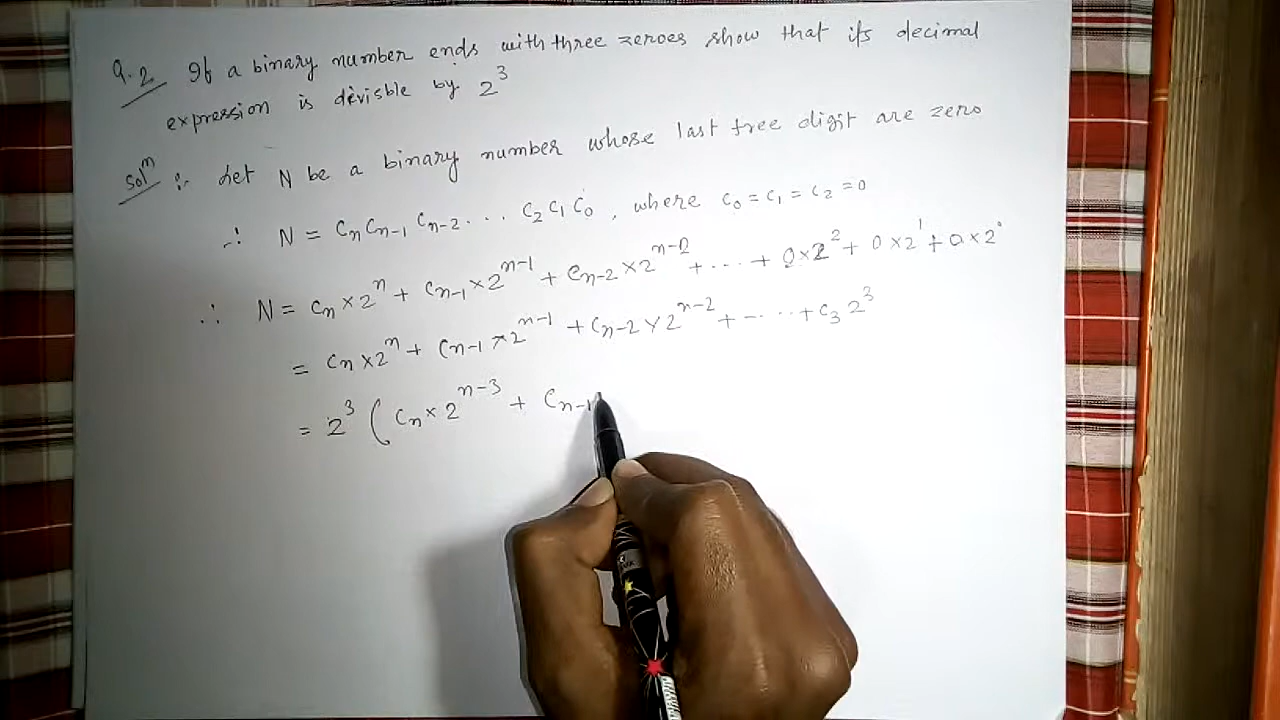 Q.2 If a binary number ends with three zeroes show that its decimal
expression is devisble by 2^3
Sol^n :- Let N be a binary number whose last free digit are zero
∴ N = C_n C_{n-1} C_{n-2} ... C_2 C_1 C_0 , where C_0 = C_1 = C_2 = 0
∴ N = C_n × 2^n + C_{n-1} × 2^{n-1} + C_{n-2} × 2^{n-2} + ... + 0 × 2^2 + 0 × 2^1 + 0 × 2^0
= C_n × 2^n + C_{n-1} × 2^{n-1} + C_{n-2} × 2^{n-2} + ... + C_3 2^3
= 2^3 ( C_n × 2^{n-3} + C_{n-1}